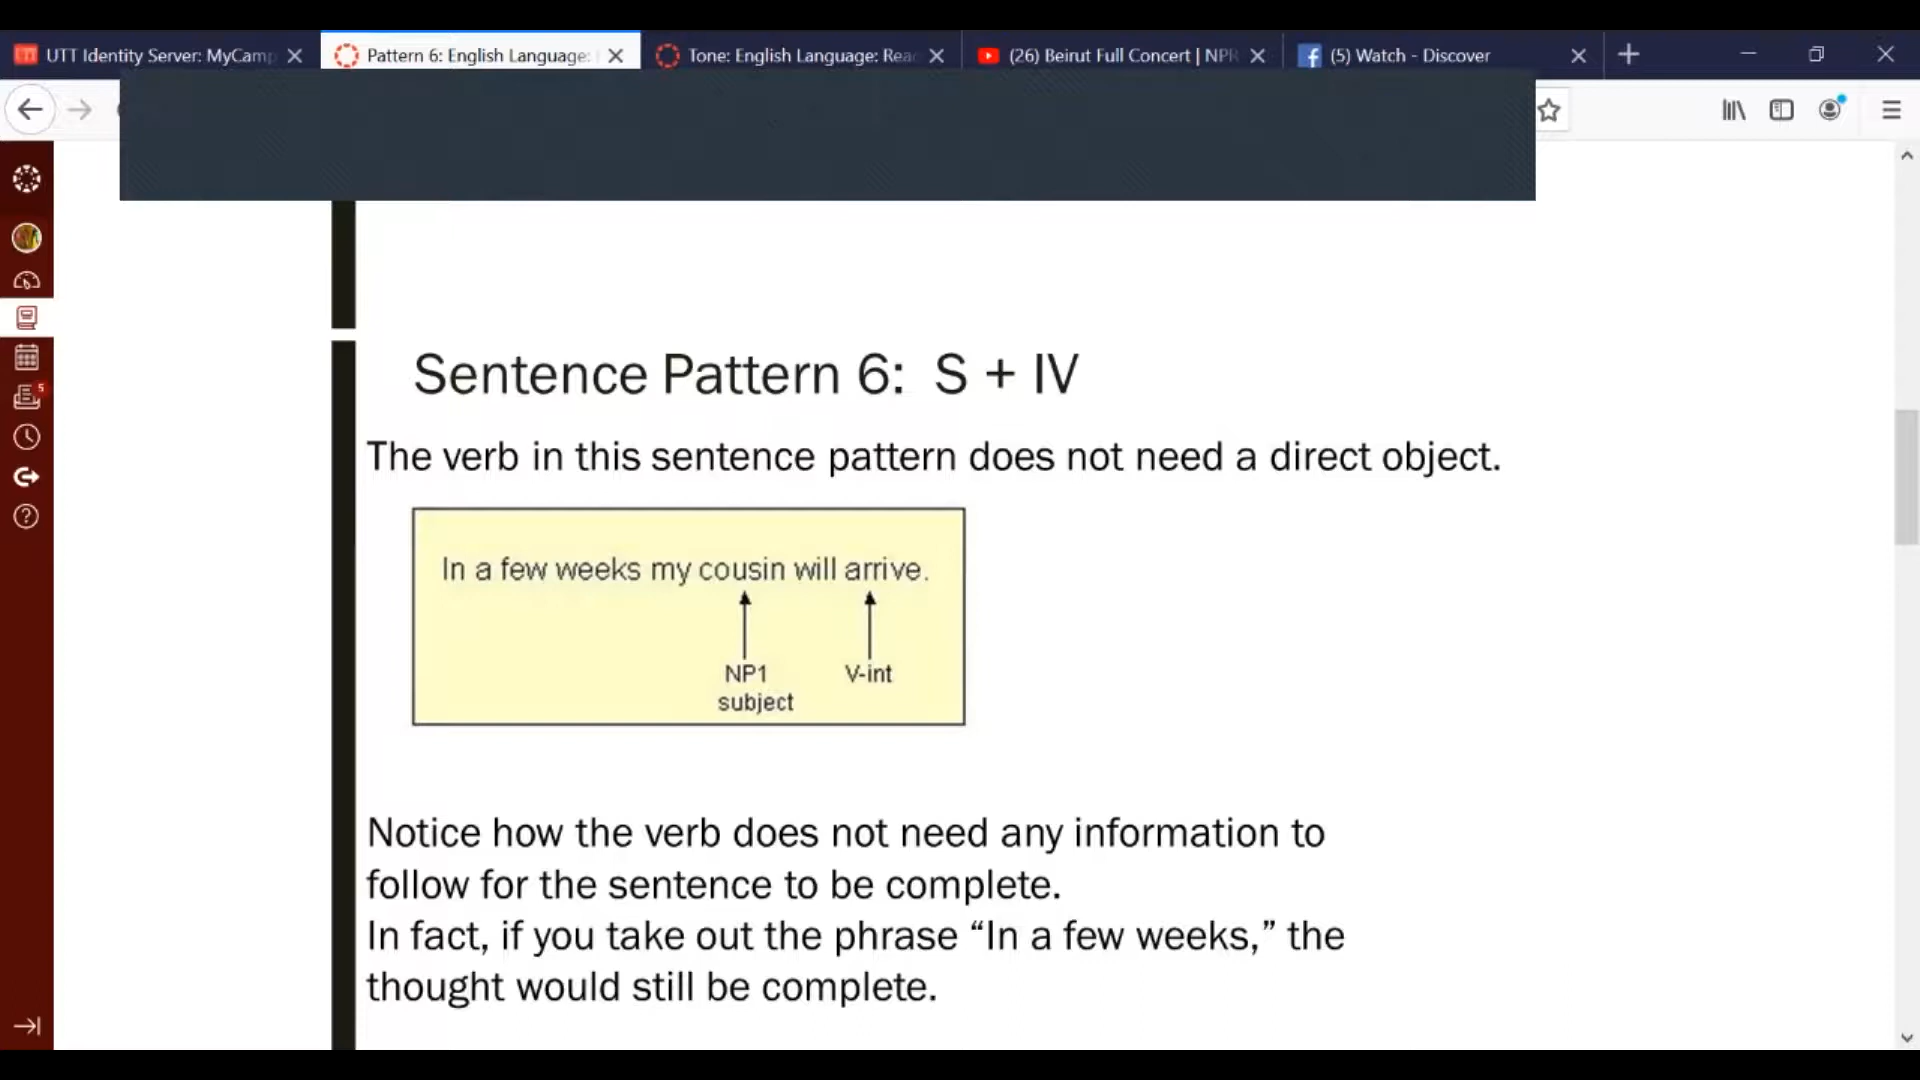 UTT Identity Server: MyCamp
Pattern 6: English Language:
Tone: English Language: Rea
(26) Beirut Full Concert | NPR
(5) Watch - Discover
5
Sentence Pattern 6: S + IV
The verb in this sentence pattern does not need a direct object.
In a few weeks my cousin will arrive.
NP1 V-int
subject
Notice how the verb does not need any information to
follow for the sentence to be complete.
In fact, if you take out the phrase “In a few weeks,” the
thought would still be complete.